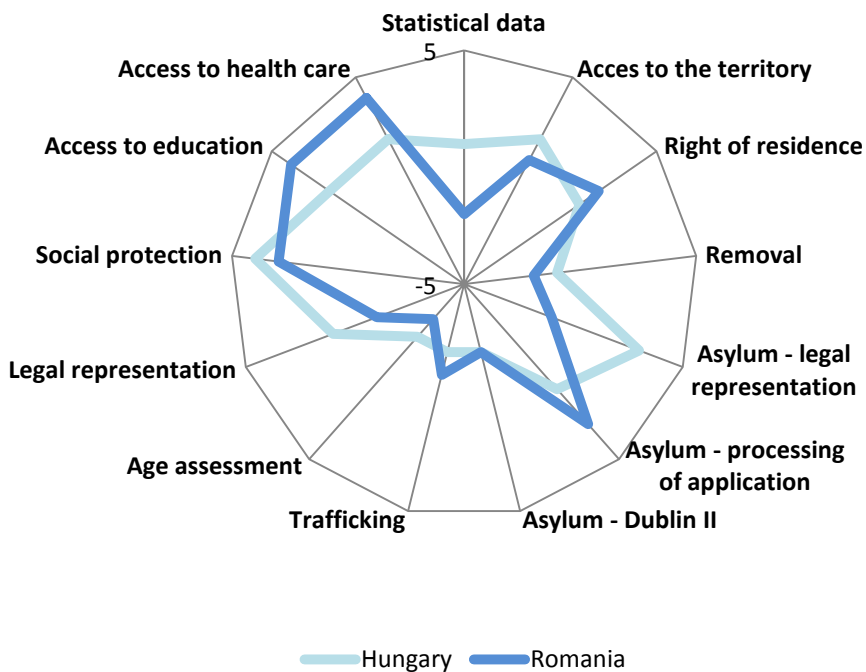 Statistical data
5
Access to health care
Acces to the territory
Access to education
Right of residence
Social protection
Removal
-5
Legal representation
Asylum - legal
representation
Age assessment
Asylum - processing
of application
Trafficking
Asylum - Dublin II
Hungary
Romania